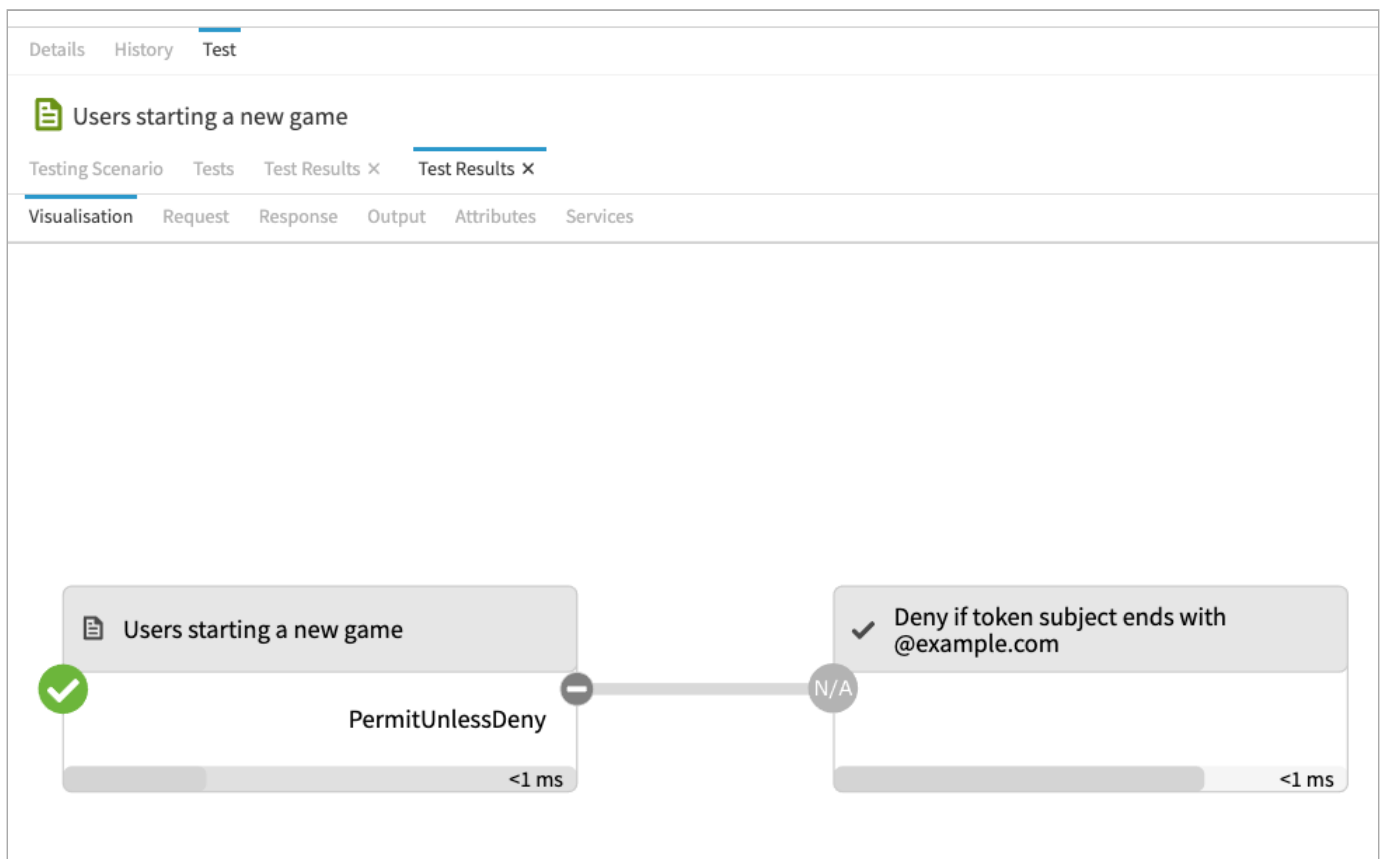 Details History Test
Users starting a new game
Testing Scenario Tests Test Results × Test Results ×
Visualisation Request Response Output Attributes Services
Users starting a new game
PermitUnlessDeny
<1 ms
Deny if token subject ends with
@example.com
N/A
<1 ms